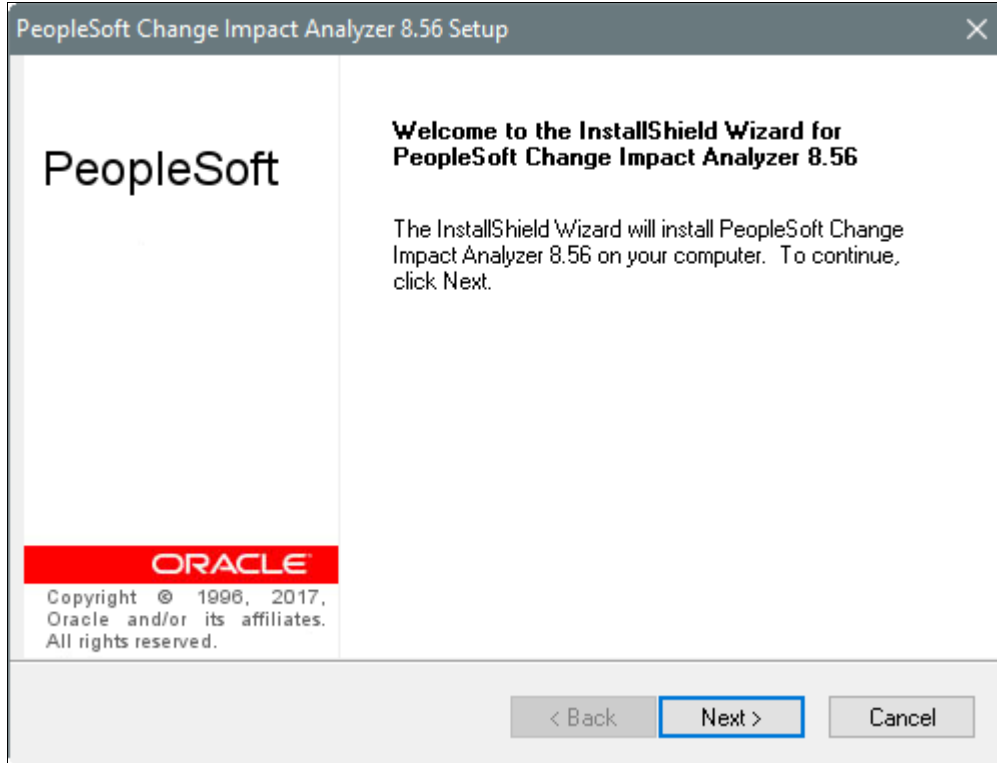 PeopleSoft Change Impact Analyzer 8.56 Setup
PeopleSoft
Welcome to the InstallShield Wizard for
PeopleSoft Change Impact Analyzer 8.56
The InstallShield Wizard will install PeopleSoft Change
Impact Analyzer 8.56 on your computer. To continue,
click Next.
ORACLE
Copyright © 1996, 2017,
Oracle and/or its affiliates.
All rights reserved.
< Back Next > Cancel